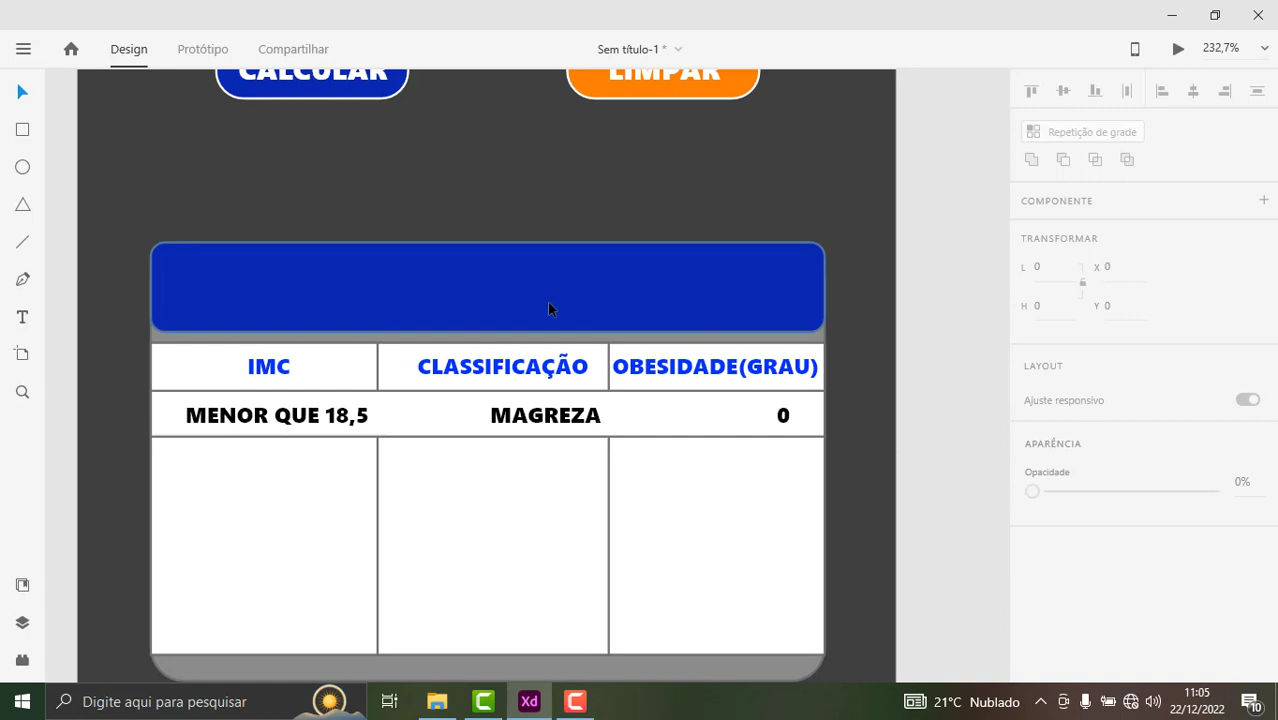 Design
Protótipo
Compartilhar
Sem título-1 *
232,7%
CALCULAR
LIMPAR
Repetição de grade
COMPONENTE
TRANSFORMAR
L 0
X 0
H 0
Y 0
LAYOUT
Ajuste responsivo
APARÊNCIA
Opacidade
0%
IMC
CLASSIFICAÇÃO
OBESIDADE(GRAU)
MENOR QUE 18,5
MAGREZA
0
Digite aqui para pesquisar
Xd
21°C Nublado
11:05
22/12/2022
10